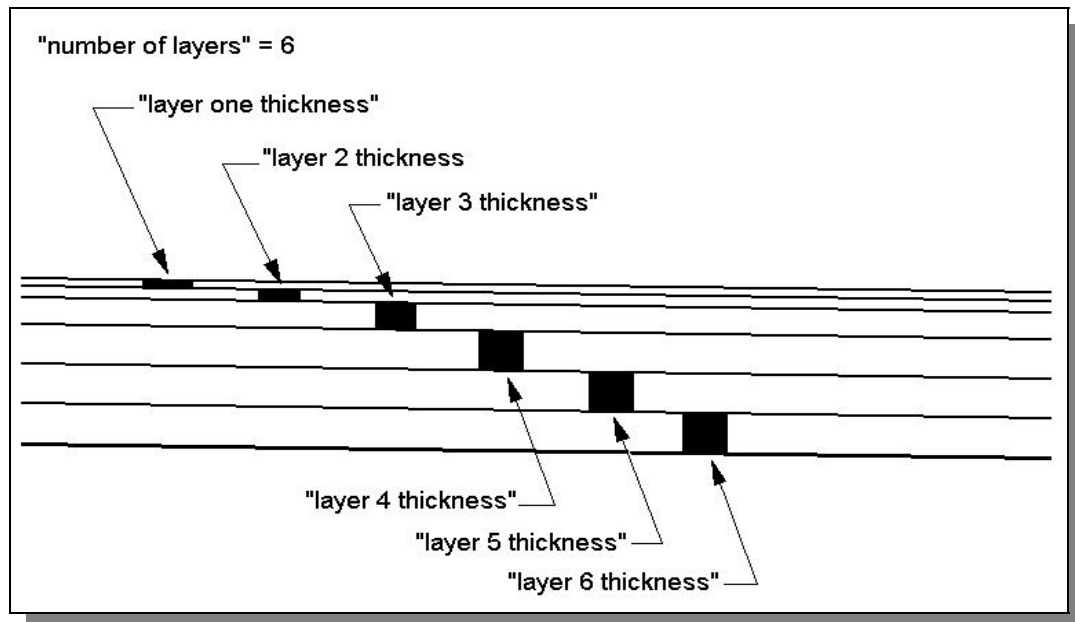 "number of layers" = 6
"layer one thickness"
"layer 2 thickness
"layer 3 thickness"
"layer 4 thickness"
"layer 5 thickness"
"layer 6 thickness"